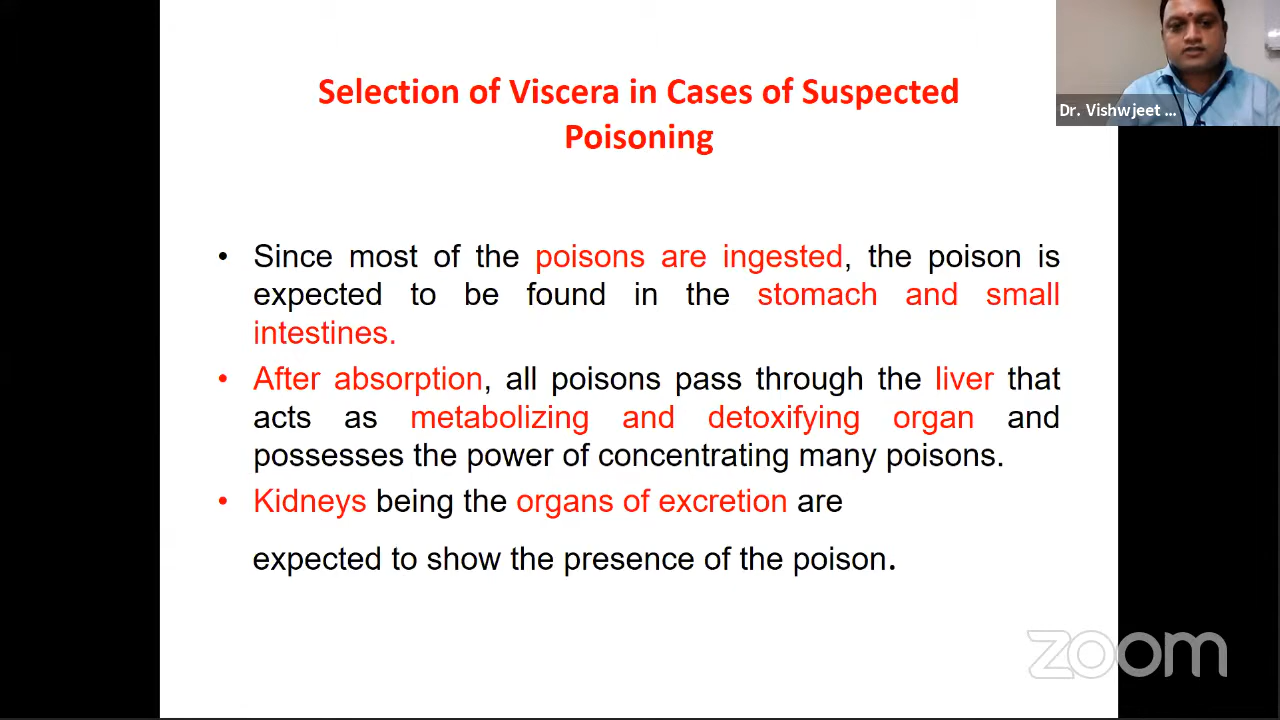 Selection of Viscera in Cases of Suspected
Poisoning
Dr. Vishwjeet ...
• Since most of the poisons are ingested, the poison is
expected to be found in the stomach and small
intestines.
• After absorption, all poisons pass through the liver that
acts as metabolizing and detoxifying organ and
possesses the power of concentrating many poisons.
• Kidneys being the organs of excretion are
expected to show the presence of the poison.
zoom